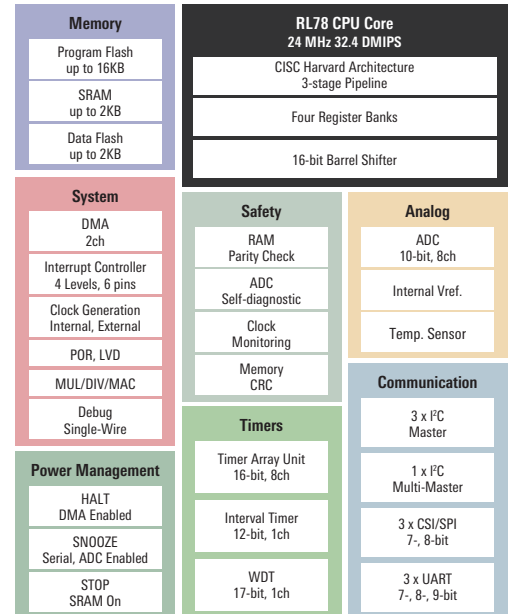 Memory
Program Flash
up to 16KB
SRAM
up to 2KB
Data Flash
up to 2KB
RL78 CPU Core
24 MHz 32.4 DMIPS
CISC Harvard Architecture
3-stage Pipeline
Four Register Banks
16-bit Barrel Shifter
System
DMA
2ch
Interrupt Controller
4 Levels, 6 pins
Clock Generation
Internal, External
POR, LVD
MUL/DIV/MAC
Debug
Single-Wire
Safety
RAM
Parity Check
ADC
Self-diagnostic
Clock
Monitoring
Memory
CRC
Analog
ADC
10-bit, 8ch
Internal Vref.
Temp. Sensor
Power Management
HALT
DMA Enabled
SNOOZE
Serial, ADC Enabled
STOP
SRAM On
Timers
Timer Array Unit
16-bit, 8ch
Interval Timer
12-bit, 1ch
WDT
17-bit, 1ch
Communication
3 x I²C
Master
1 x I²C
Multi-Master
3 x CSI/SPI
7-, 8-bit
3 x UART
7-, 8-, 9-bit